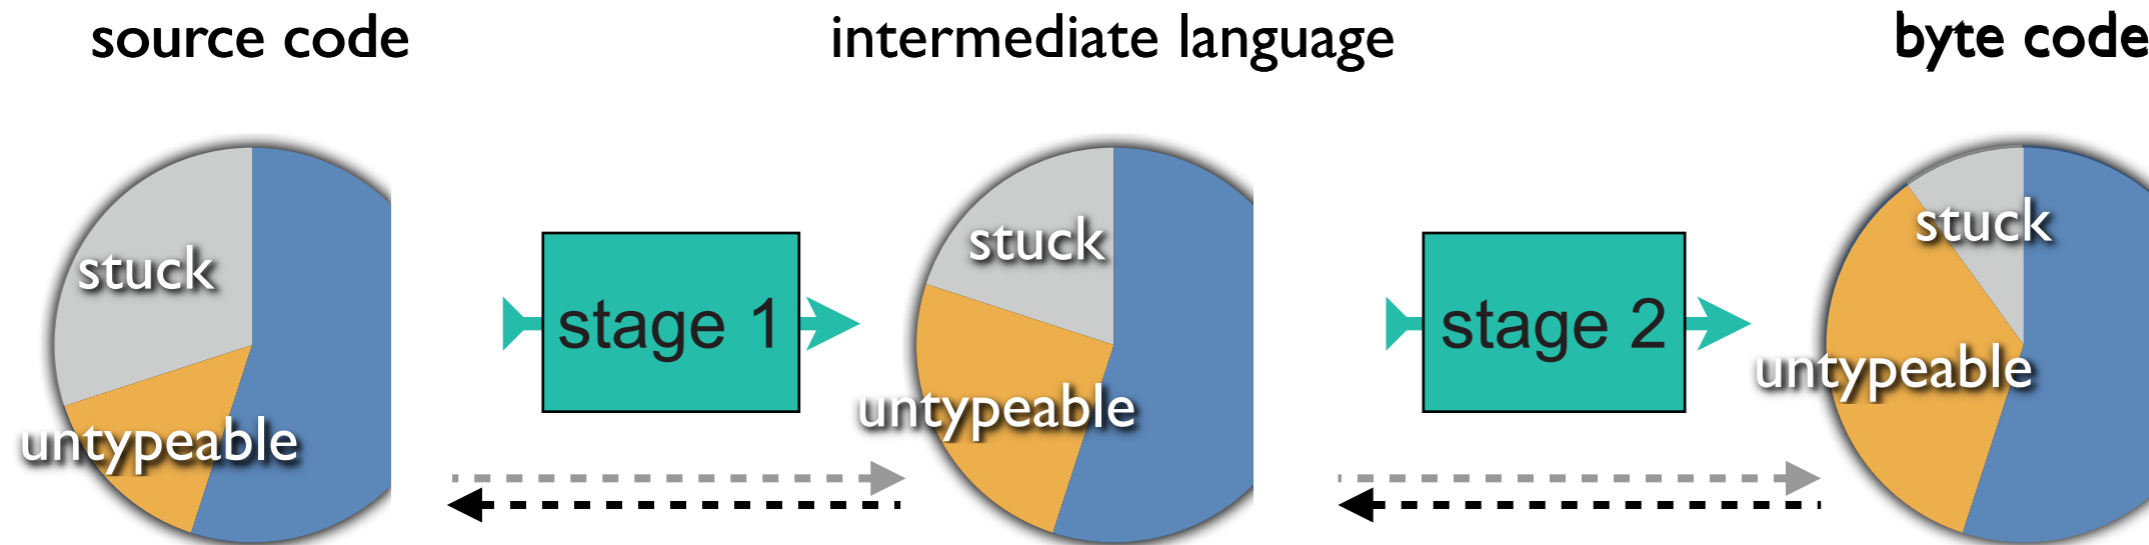 source code
intermediate language
byte code
stuck
untypeable
stage 1
stuck
untypeable
stage 2
stuck
untypeable